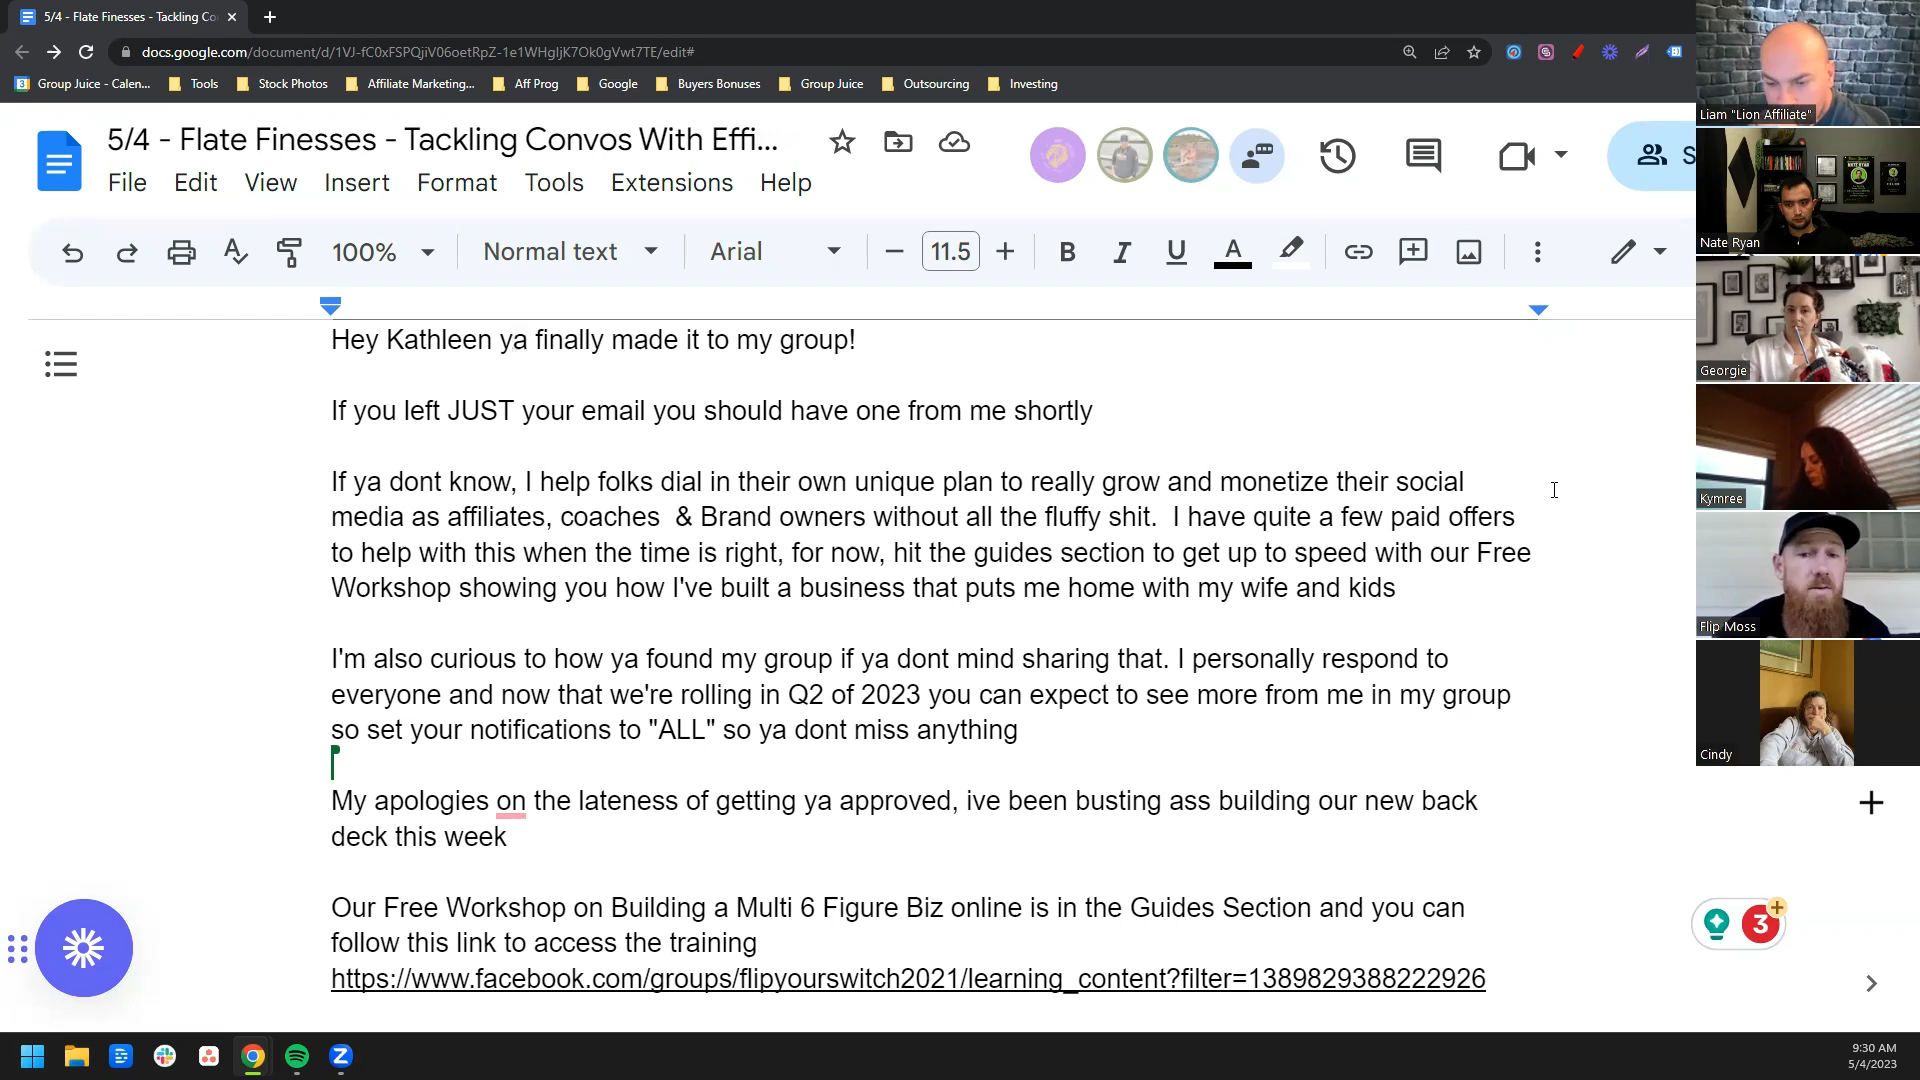 5/4 - Flate Finesses - Tackling Co
docs.google.com/document/d/1VJ-fC0xFSPQjiV06oetRpZ-1e1WHgIjK7Ok0gVwt7TE/edit#
Group Juice - Calen... Tools Stock Photos Affiliate Marketing... Aff Prog Google Buyers Bonuses Group Juice Outsourcing Investing
5/4 - Flate Finesses - Tackling Convos With Effi...
File Edit View Insert Format Tools Extensions Help
S
100% Normal text Arial 11.5 B I U A
Hey Kathleen ya finally made it to my group!
If you left JUST your email you should have one from me shortly
If ya dont know, I help folks dial in their own unique plan to really grow and monetize their social
media as affiliates, coaches  & Brand owners without all the fluffy shit.  I have quite a few paid offers
to help with this when the time is right, for now, hit the guides section to get up to speed with our Free
Workshop showing you how I've built a business that puts me home with my wife and kids
I'm also curious to how ya found my group if ya dont mind sharing that. I personally respond to
everyone and now that we're rolling in Q2 of 2023 you can expect to see more from me in my group
so set your notifications to "ALL" so ya dont miss anything
My apologies on the lateness of getting ya approved, ive been busting ass building our new back
deck this week
Our Free Workshop on Building a Multi 6 Figure Biz online is in the Guides Section and you can
follow this link to access the training
https://www.facebook.com/groups/flipyourswitch2021/learning_content?filter=1389829388222926
3
Liam "Lion Affiliate"
Nate Ryan
Georgie
Kymree
Flip Moss
Cindy
9:30 AM
5/4/2023